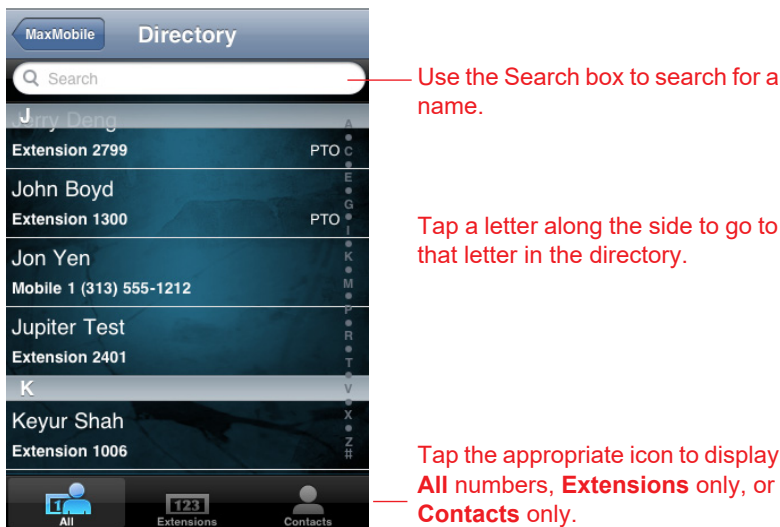 MaxMobile Directory
Search
Use the Search box to search for a
name.
J
Jerry Deng
Extension 2799 PTO
John Boyd
Extension 1300 PTO
Tap a letter along the side to go to
that letter in the directory.
Jon Yen
Mobile 1 (313) 555-1212
Jupiter Test
Extension 2401
K
Keyur Shah
Extension 1006
A
C
E
G
I
K
M
P
R
T
V
X
Z
#
Tap the appropriate icon to display
All numbers, Extensions only, or
Contacts only.
1 123
All Extensions Contacts